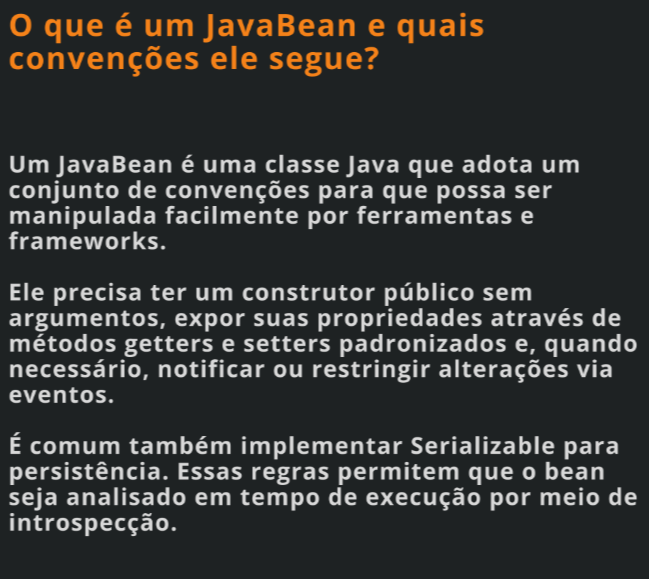 O que é um JavaBean e quais
convenções ele segue?
Um JavaBean é uma classe Java que adota um
conjunto de convenções para que possa ser
manipulada facilmente por ferramentas e
frameworks.
Ele precisa ter um construtor público sem
argumentos, expor suas propriedades através de
métodos getters e setters padronizados e, quando
necessário, notificar ou restringir alterações via
eventos.
É comum também implementar Serializable para
persistência. Essas regras permitem que o bean
seja analisado em tempo de execução por meio de
introspecção.